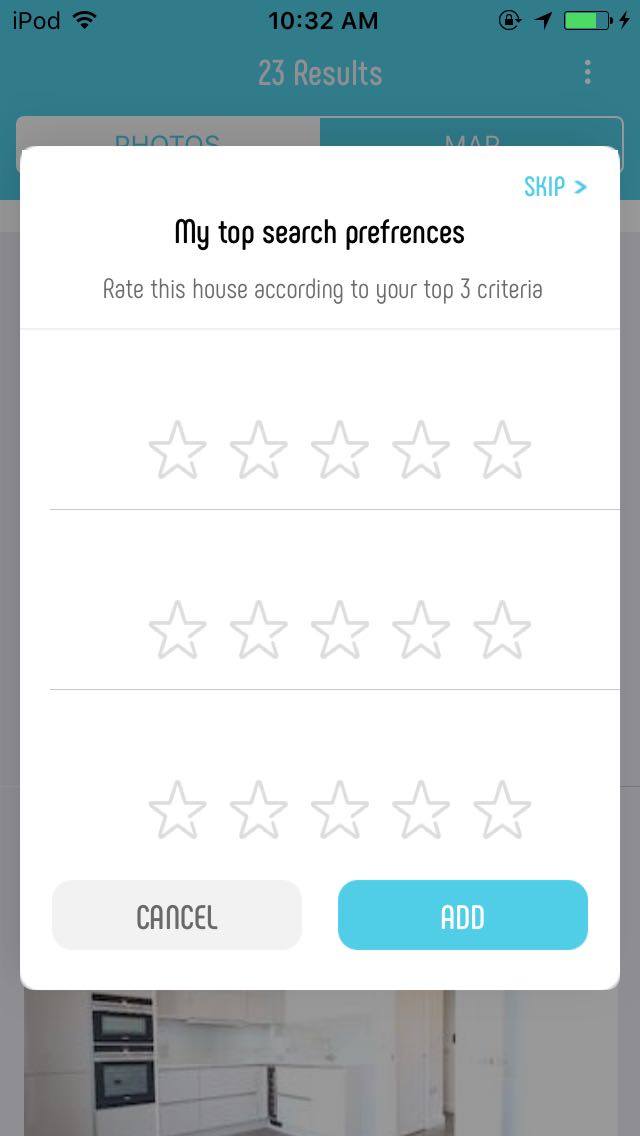 iPod 10:32 AM
23 Results
PHOTOS MAP
SKIP >
My top search prefrences
Rate this house according to your top 3 criteria
CANCEL ADD